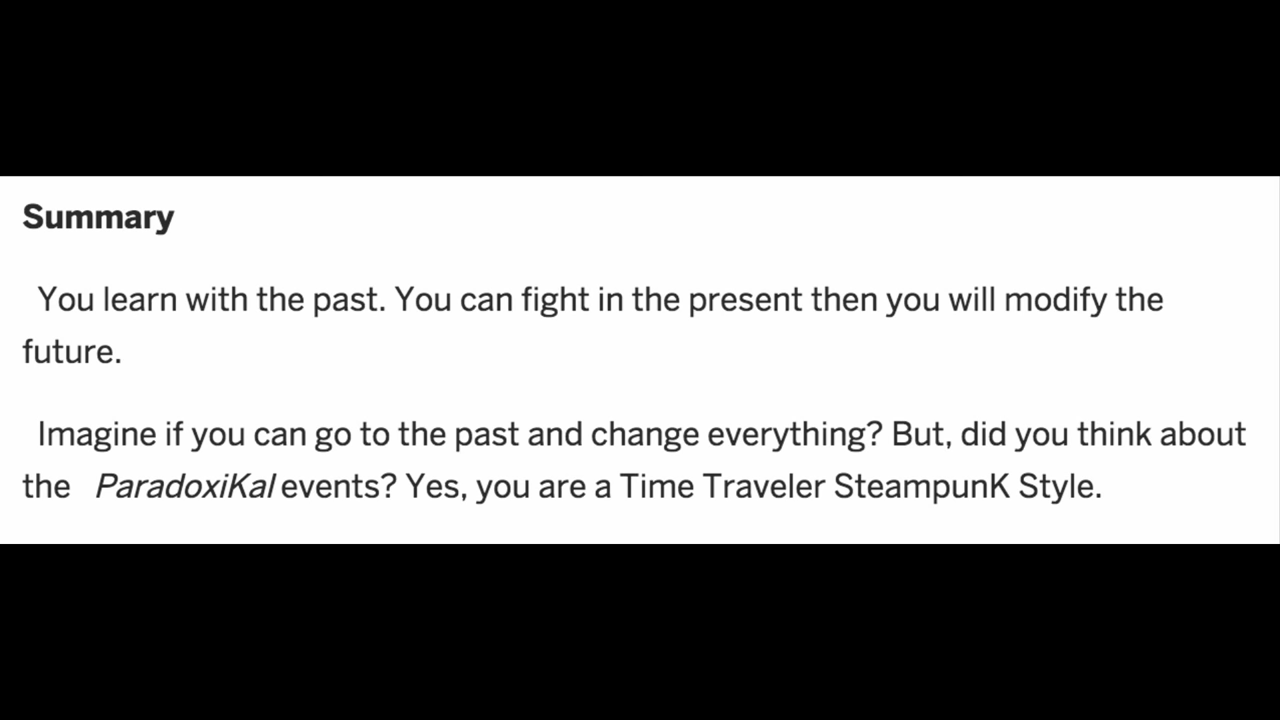 Summary
You learn with the past. You can fight in the present then you will modify the
future.
Imagine if you can go to the past and change everything? But, did you think about
the ParadoxiKal events? Yes, you are a Time Traveler SteampunK Style.